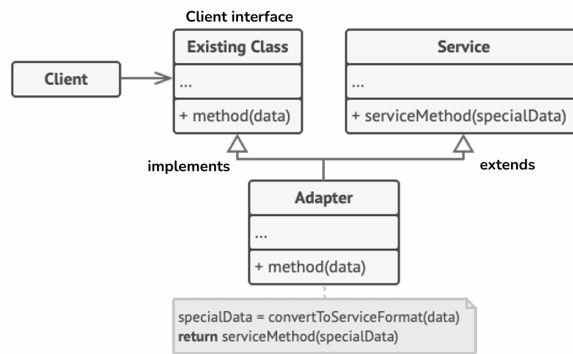 Client interface
Existing Class
Service
Client
...
...
+ method(data)
+ serviceMethod(specialData)
implements
extends
Adapter
...
+ method(data)
specialData = convertToServiceFormat(data)
return serviceMethod(specialData)